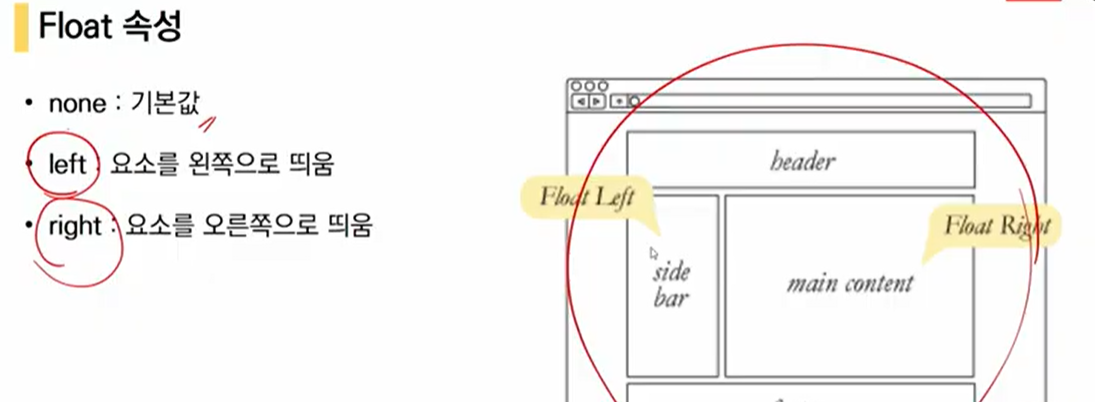 Float 속성
• none : 기본값
• left : 요소를 왼쪽으로 띄움
• right : 요소를 오른쪽으로 띄움
header
Float Left
Float Right
side
bar
main content